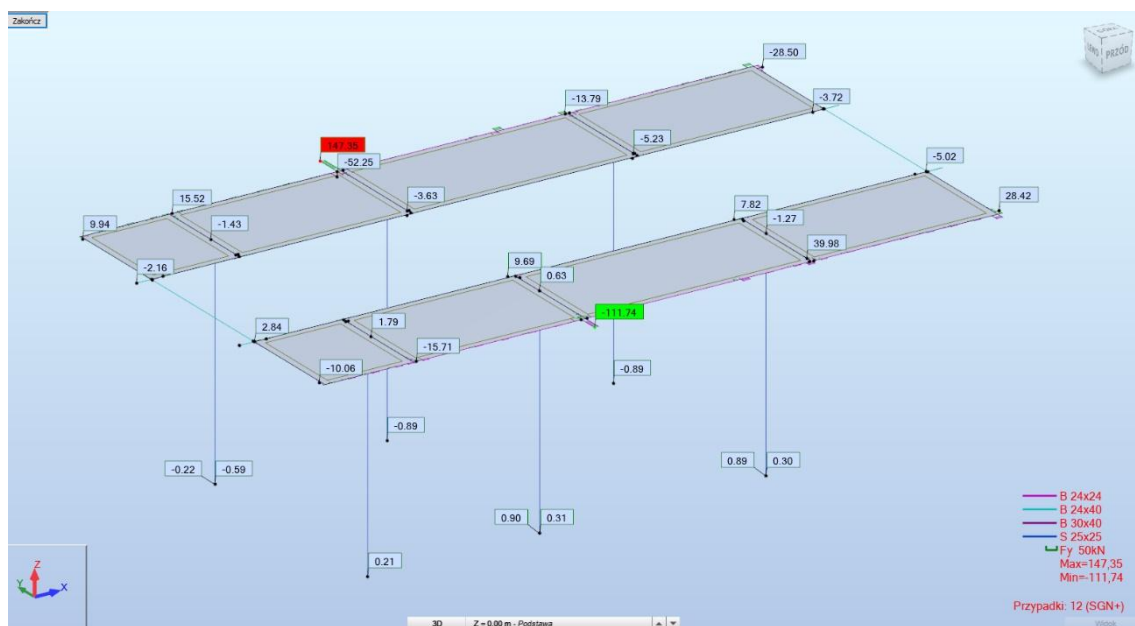 Zakończ
PRZÓD
-28.50
-13.79
-3.72
147.35
-52.25
-5.23
-5.02
15.52
-3.63
28.42
9.94
-1.43
7.82
-1.27
-2.16
9.69
39.98
0.63
2.84
1.79
-111.74
-15.71
-10.06
-0.89
-0.89
-0.22
-0.59
0.89
0.30
0.90
0.31
0.21
B 24x24
B 24x40
B 30x40
S 25x25
Fy 50kN
Max=147,35
Min=-111,74
Przypadki: 12 (SGN+)
Z
Y
X
3D
Z = 0.00 m - Podstawa